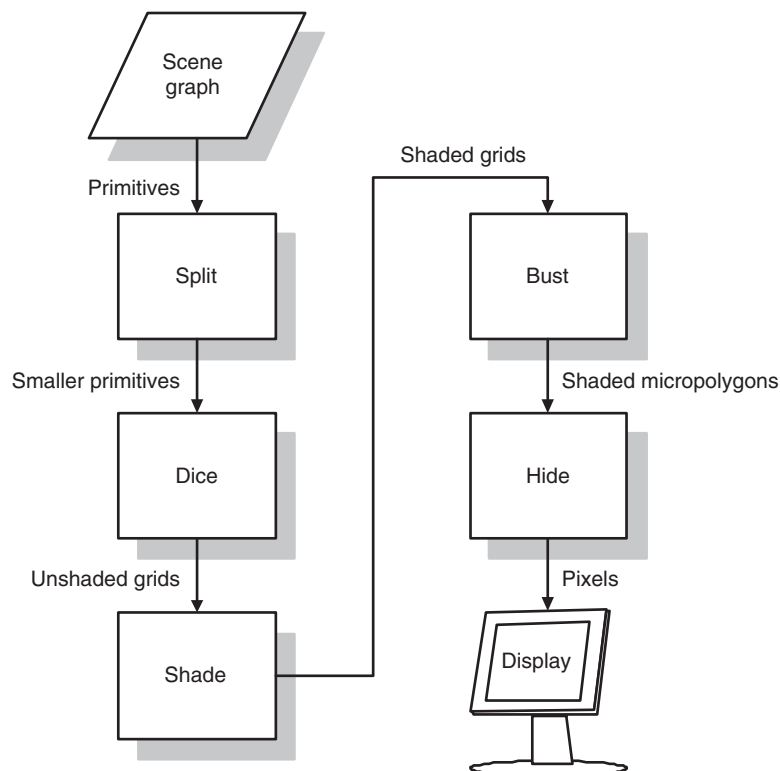 Scene
graph
Primitives
Split
Smaller primitives
Dice
Unshaded grids
Shade
Shaded grids
Bust
Shaded micropolygons
Hide
Pixels
Display